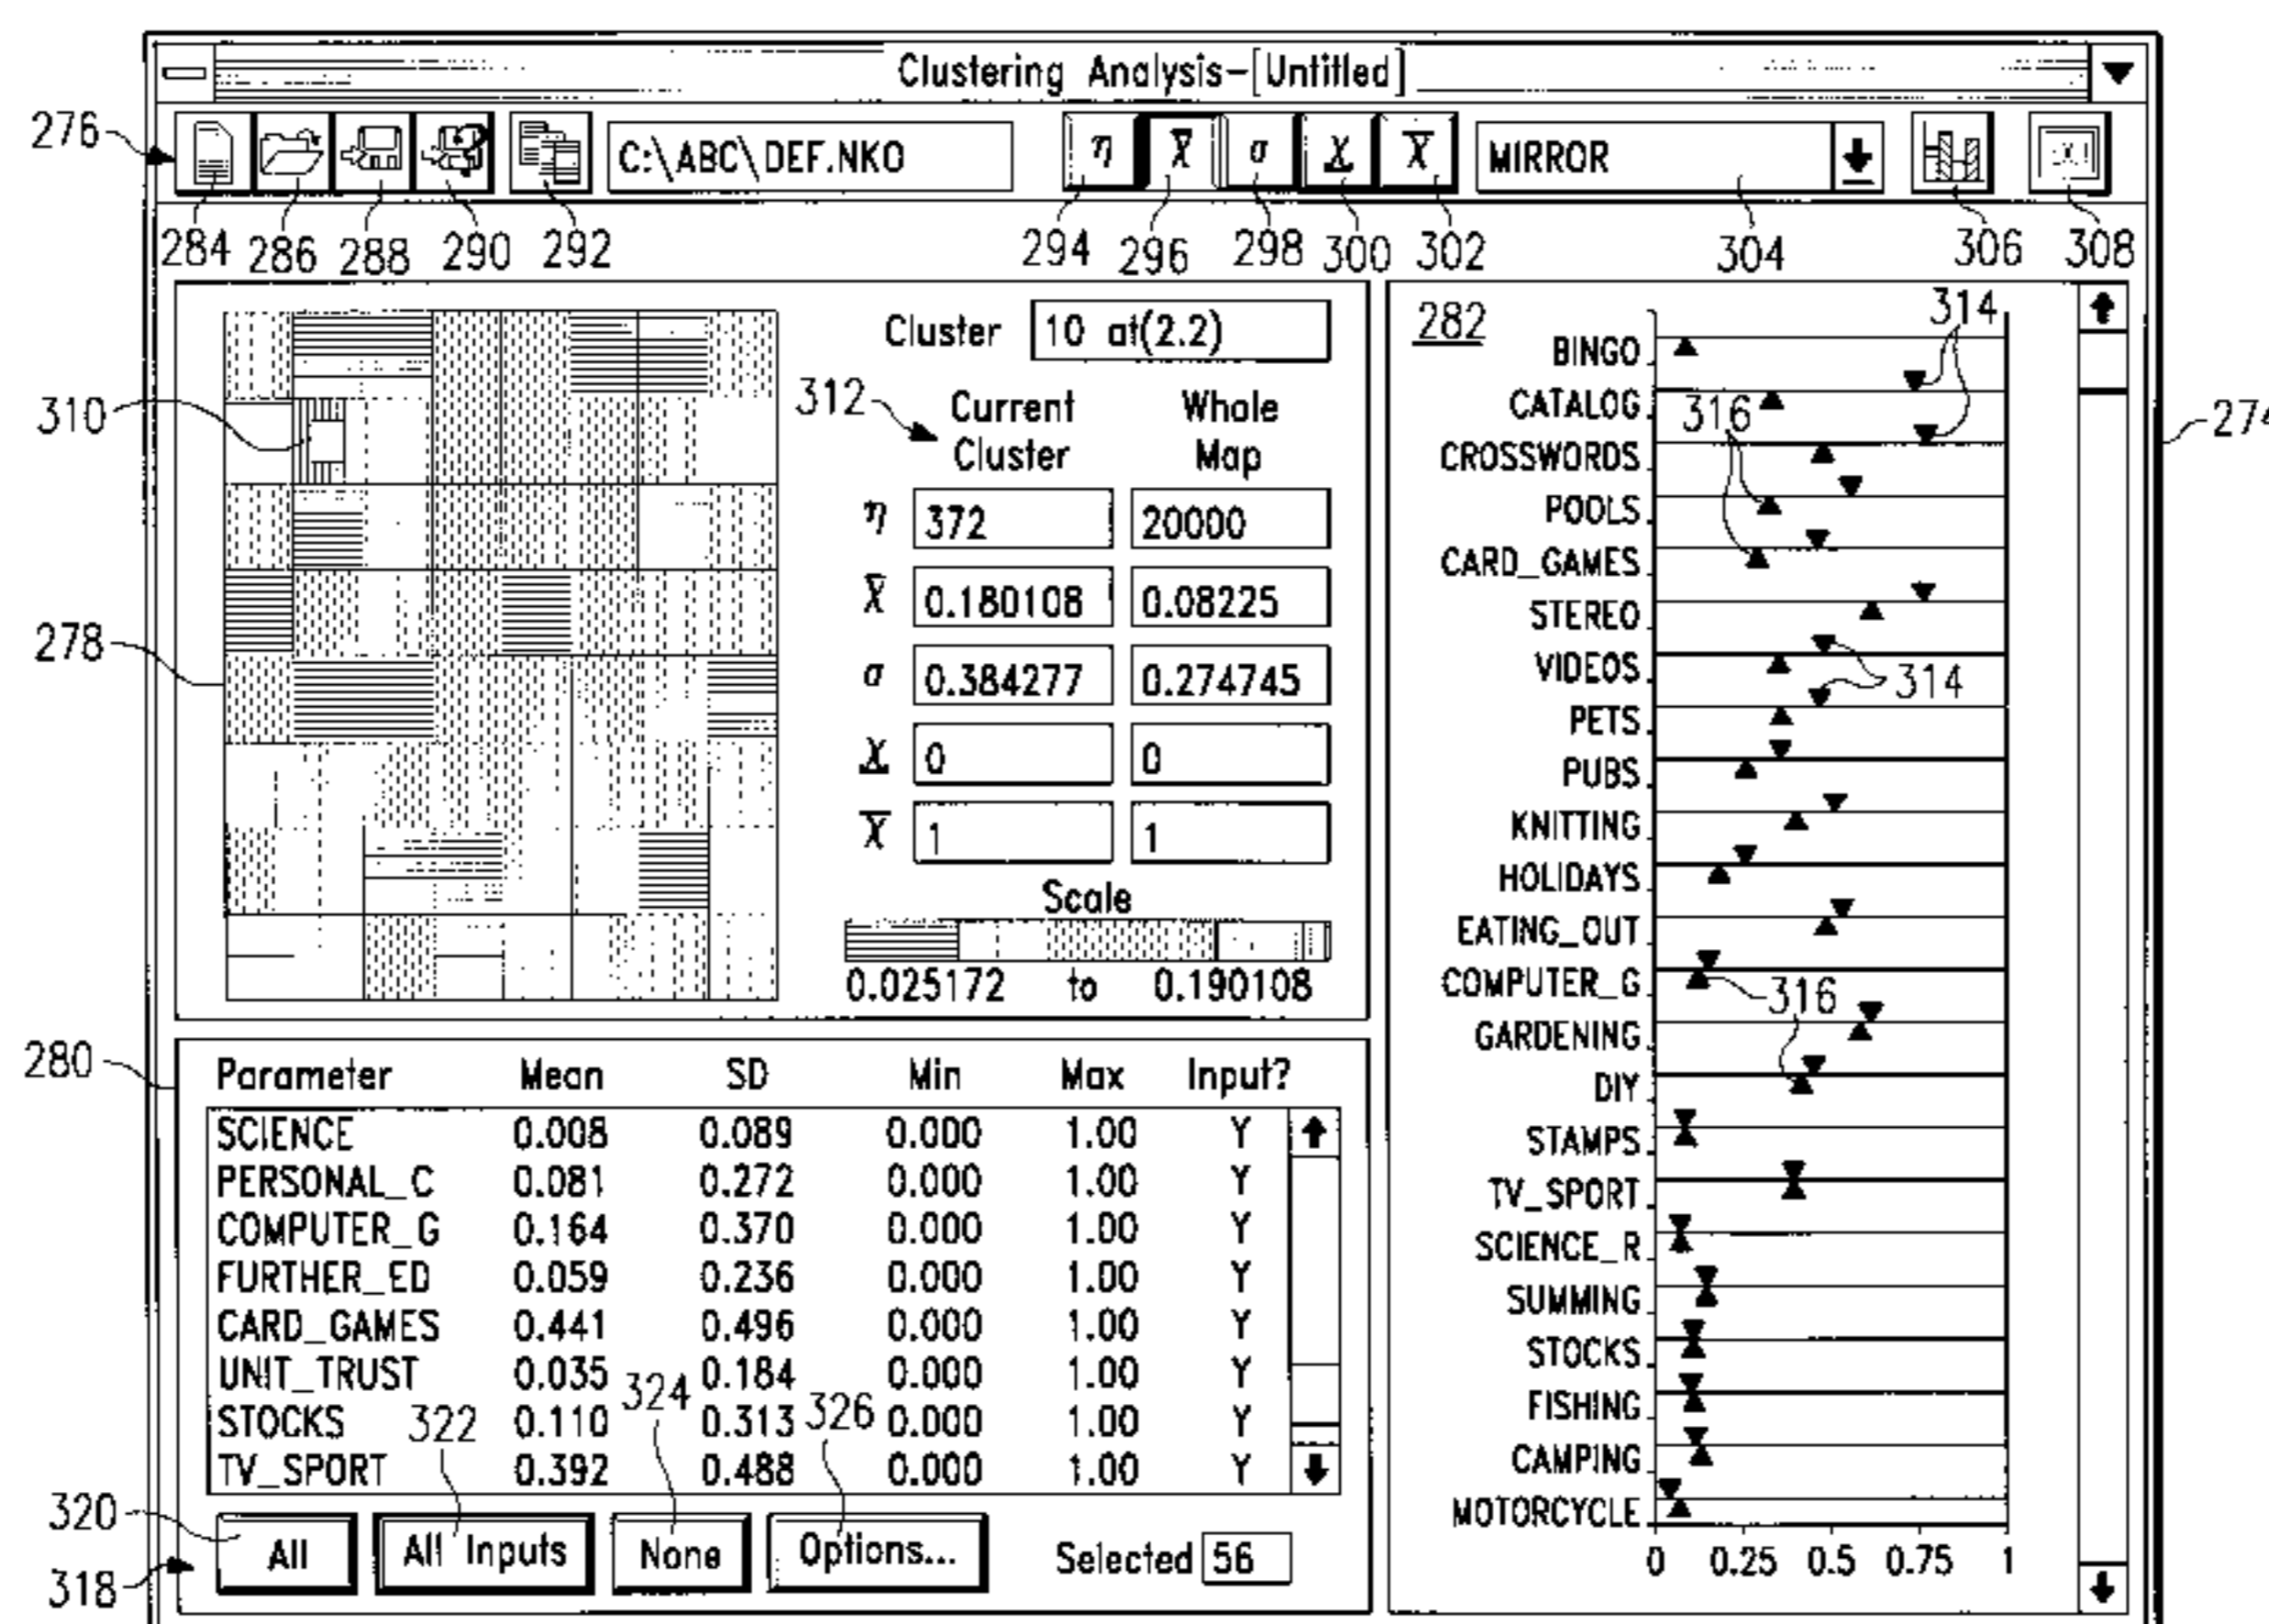 Clustering Analysis-[Untitled]
276
C:\ABC\DEF.NKO
η X̅ σ X̲ X̅
MIRROR
284 286 288 290 292 294 296 298 300 302 304 306 308
Cluster 10 at(2.2)
310
312
Current Cluster
Whole Map
η 372 20000
X̅ 0.180108 0.08225
σ 0.384277 0.274745
X̲ 0 0
X̅ 1 1
278
Scale
0.025172 to 0.190108
282
314
274
BINGO
CATALOG
316
CROSSWORDS
POOLS
CARD_GAMES
STEREO
VIDEOS
314
PETS
PUBS
KNITTING
HOLIDAYS
EATING_OUT
COMPUTER_G
316
GARDENING
DIY
STAMPS
TV_SPORT
SCIENCE_R
SUMMING
STOCKS
FISHING
CAMPING
MOTORCYCLE
0 0.25 0.5 0.75 1
280
Parameter Mean SD Min Max Input?
SCIENCE 0.008 0.089 0.000 1.00 Y
PERSONAL_C 0.081 0.272 0.000 1.00 Y
COMPUTER_G 0.164 0.370 0.000 1.00 Y
FURTHER_ED 0.059 0.236 0.000 1.00 Y
CARD_GAMES 0.441 0.496 0.000 1.00 Y
UNIT_TRUST 0.035 0.184 0.000 1.00 Y
STOCKS 0.110 0.313 0.000 1.00 Y
TV_SPORT 0.392 0.488 0.000 1.00 Y
322 324 326
320
318
All
All Inputs
None
Options...
Selected 56